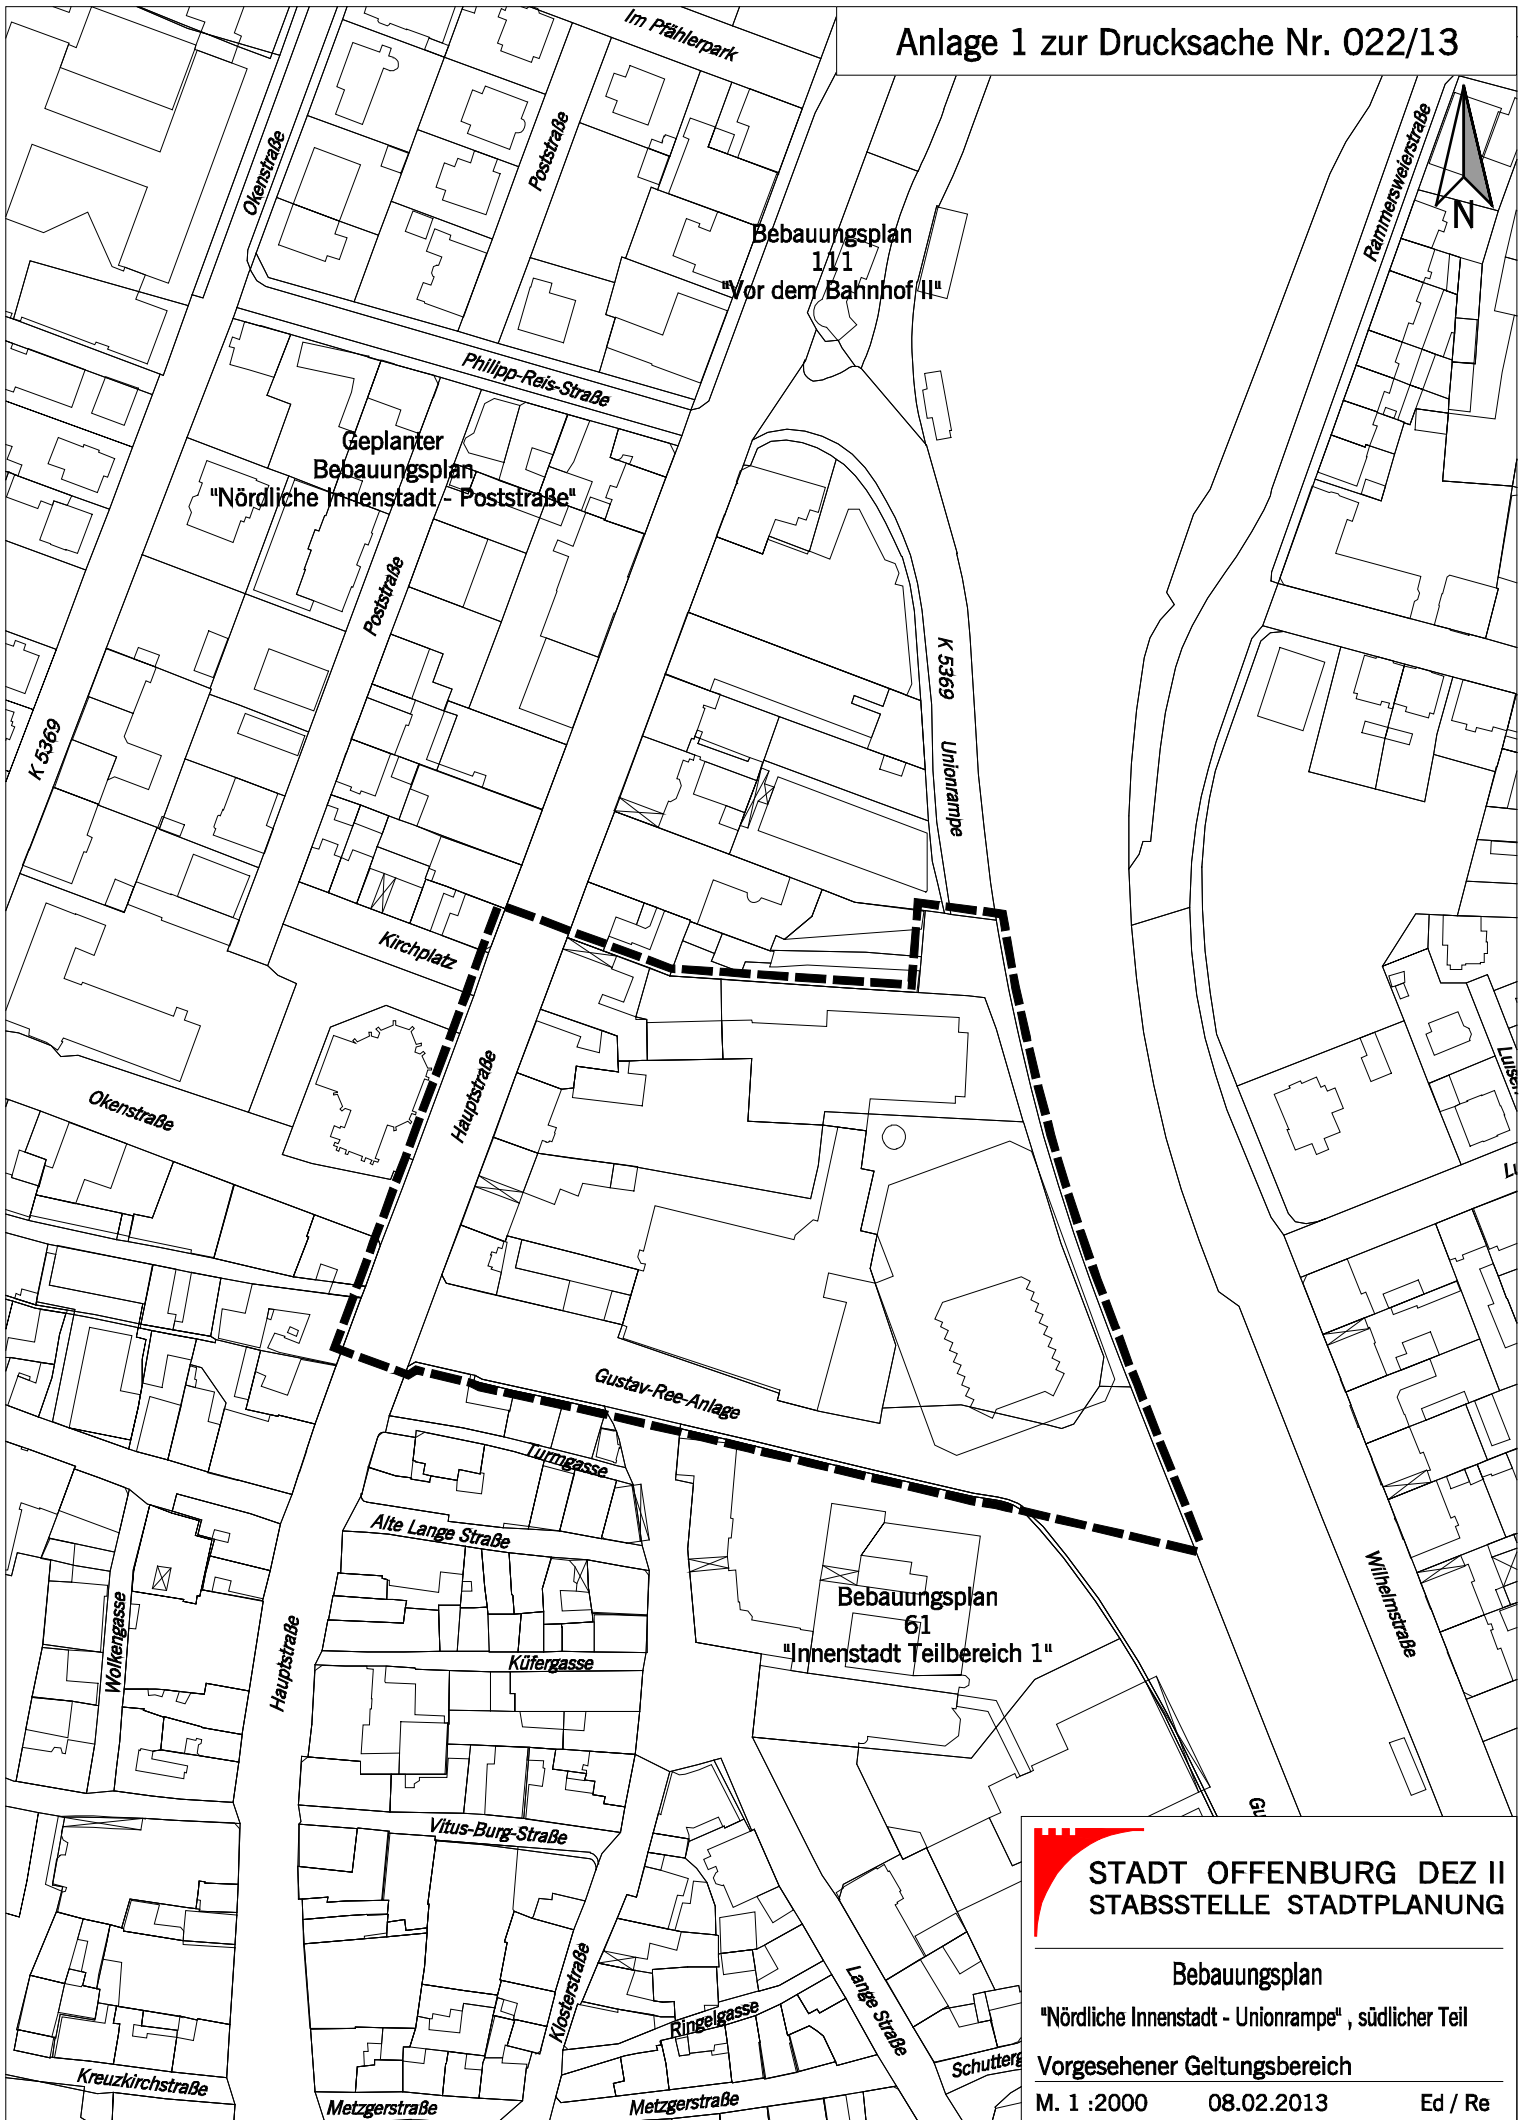 Anlage 1 zur Drucksache Nr. 022/13
Im Pfählerpark
Okenstraße
Poststraße
Rammersweierstraße
N
Bebauungsplan
111
"Vor dem Bahnhof II"
Philipp-Reis-Straße
Geplanter
Bebauungsplan
"Nördliche Innenstadt - Poststraße"
Poststraße
K 5369
K 5369
Unionrampe
Kirchplatz
Hauptstraße
Okenstraße
Gustav-Ree-Anlage
Turmgasse
Alte Lange Straße
Wolkengasse
Hauptstraße
Küfergasse
Bebauungsplan
61
"Innenstadt Teilbereich 1"
Wilhelmstraße
Vitus-Burg-Straße
Klosterstraße
Ringelgasse
Lange Straße
Kreuzkirchstraße
Metzgerstraße
Metzgerstraße
STADT OFFENBURG DEZ II
STABSSTELLE STADTPLANUNG
Bebauungsplan
"Nördliche Innenstadt - Unionrampe" , südlicher Teil
Vorgesehener Geltungsbereich
M. 1 :2000 08.02.2013 Ed / Re